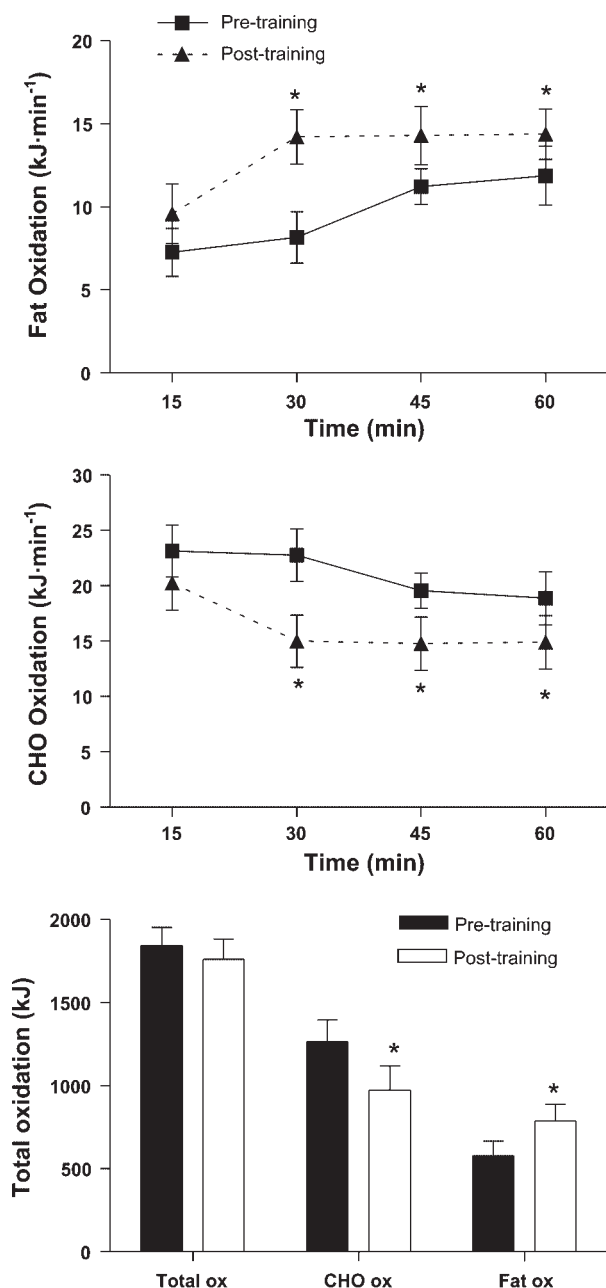 Pre-training
Post-training
Fat Oxidation (kJ·min⁻¹)
20
15
10
5
0
*
*
*
15 30 45 60
Time (min)
CHO Oxidation (kJ·min⁻¹)
30
25
20
15
10
5
0
*
*
*
15 30 45 60
Time (min)
Total oxidation (kJ)
2000
1500
1000
500
0
Pre-training
Post-training
*
*
Total ox CHO ox Fat ox